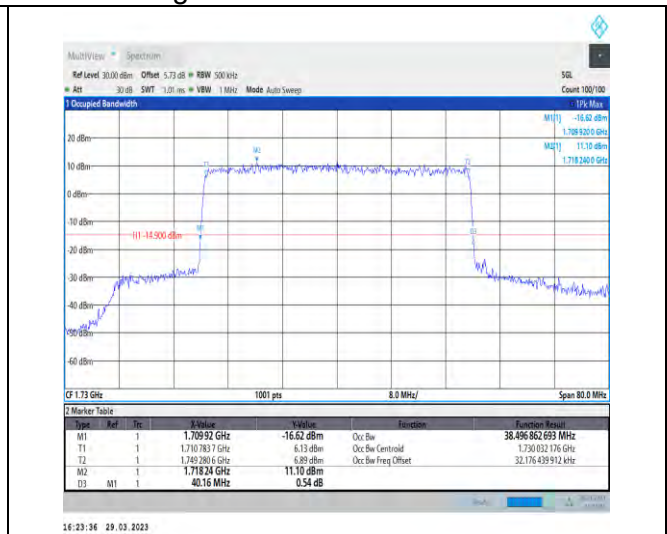 MultiView Spectrum
Ref Level 30.00 dBm Offset 5.73 dB RBW 500 kHz SGL
Att 30 dB SWT 1.01 ms VBW 1 MHz Mode Auto Sweep Count 100/100
1 Occupied Bandwidth 1Pk Max
M1[1] -16.62 dBm
1.709 920 0 GHz
M2[1] 11.10 dBm
1.718 240 0 GHz
20 dBm
M2
T1 T2
10 dBm
0 dBm
-10 dBm
M1 D3
H1 -14.900 dBm
-20 dBm
-30 dBm
-40 dBm
-50 dBm
-60 dBm
CF 1.73 GHz 1001 pts 8.0 MHz/ Span 80.0 MHz
2 Marker Table
Type Ref Trc X-Value Y-Value Function Function Result
M1 1 1.709 92 GHz -16.62 dBm Occ Bw 38.496 862 693 MHz
T1 1 1.710 783 7 GHz 6.13 dBm Occ Bw Centroid 1.730 032 176 GHz
T2 1 1.749 280 6 GHz 6.89 dBm Occ Bw Freq Offset 32.176 439 912 kHz
M2 1 1.718 24 GHz 11.10 dBm
D3 M1 1 40.16 MHz 0.54 dB
16:23:36 29.03.2023